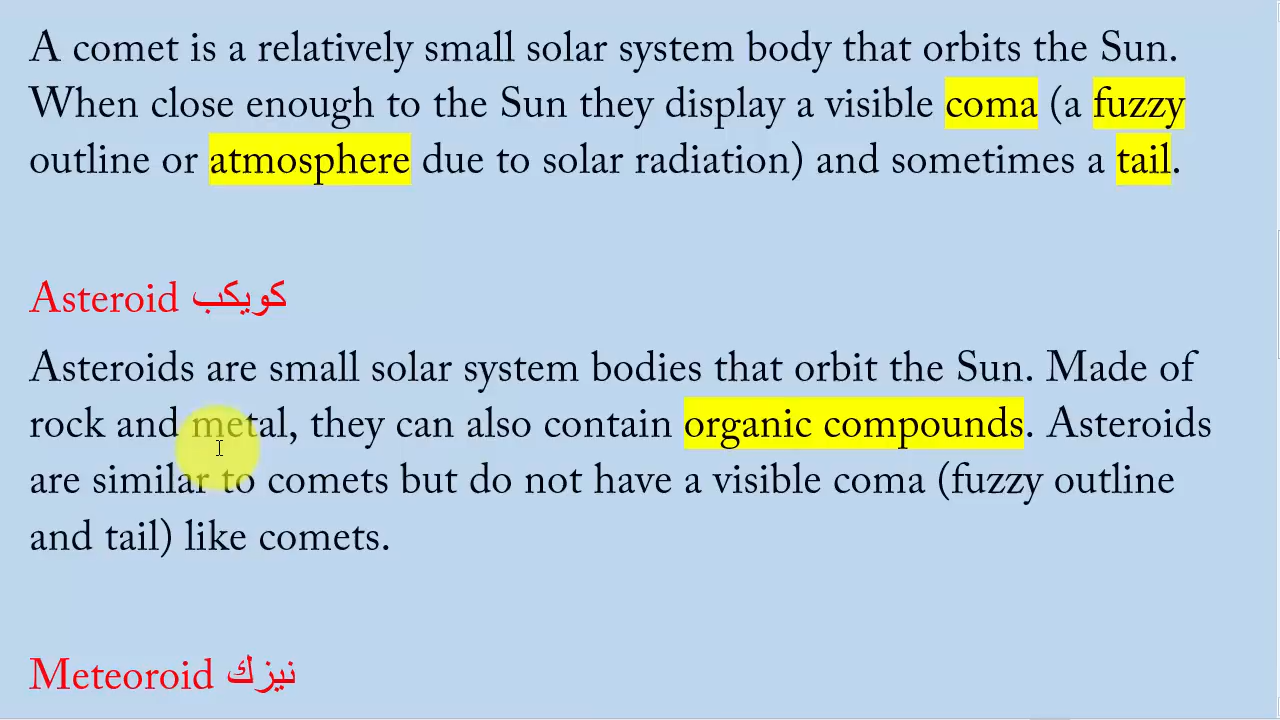 A comet is a relatively small solar system body that orbits the Sun.
When close enough to the Sun they display a visible coma (a fuzzy
outline or atmosphere due to solar radiation) and sometimes a tail.
Asteroid كويكب
Asteroids are small solar system bodies that orbit the Sun. Made of
rock and metal, they can also contain organic compounds. Asteroids
are similar to comets but do not have a visible coma (fuzzy outline
and tail) like comets.
Meteoroid نيزك